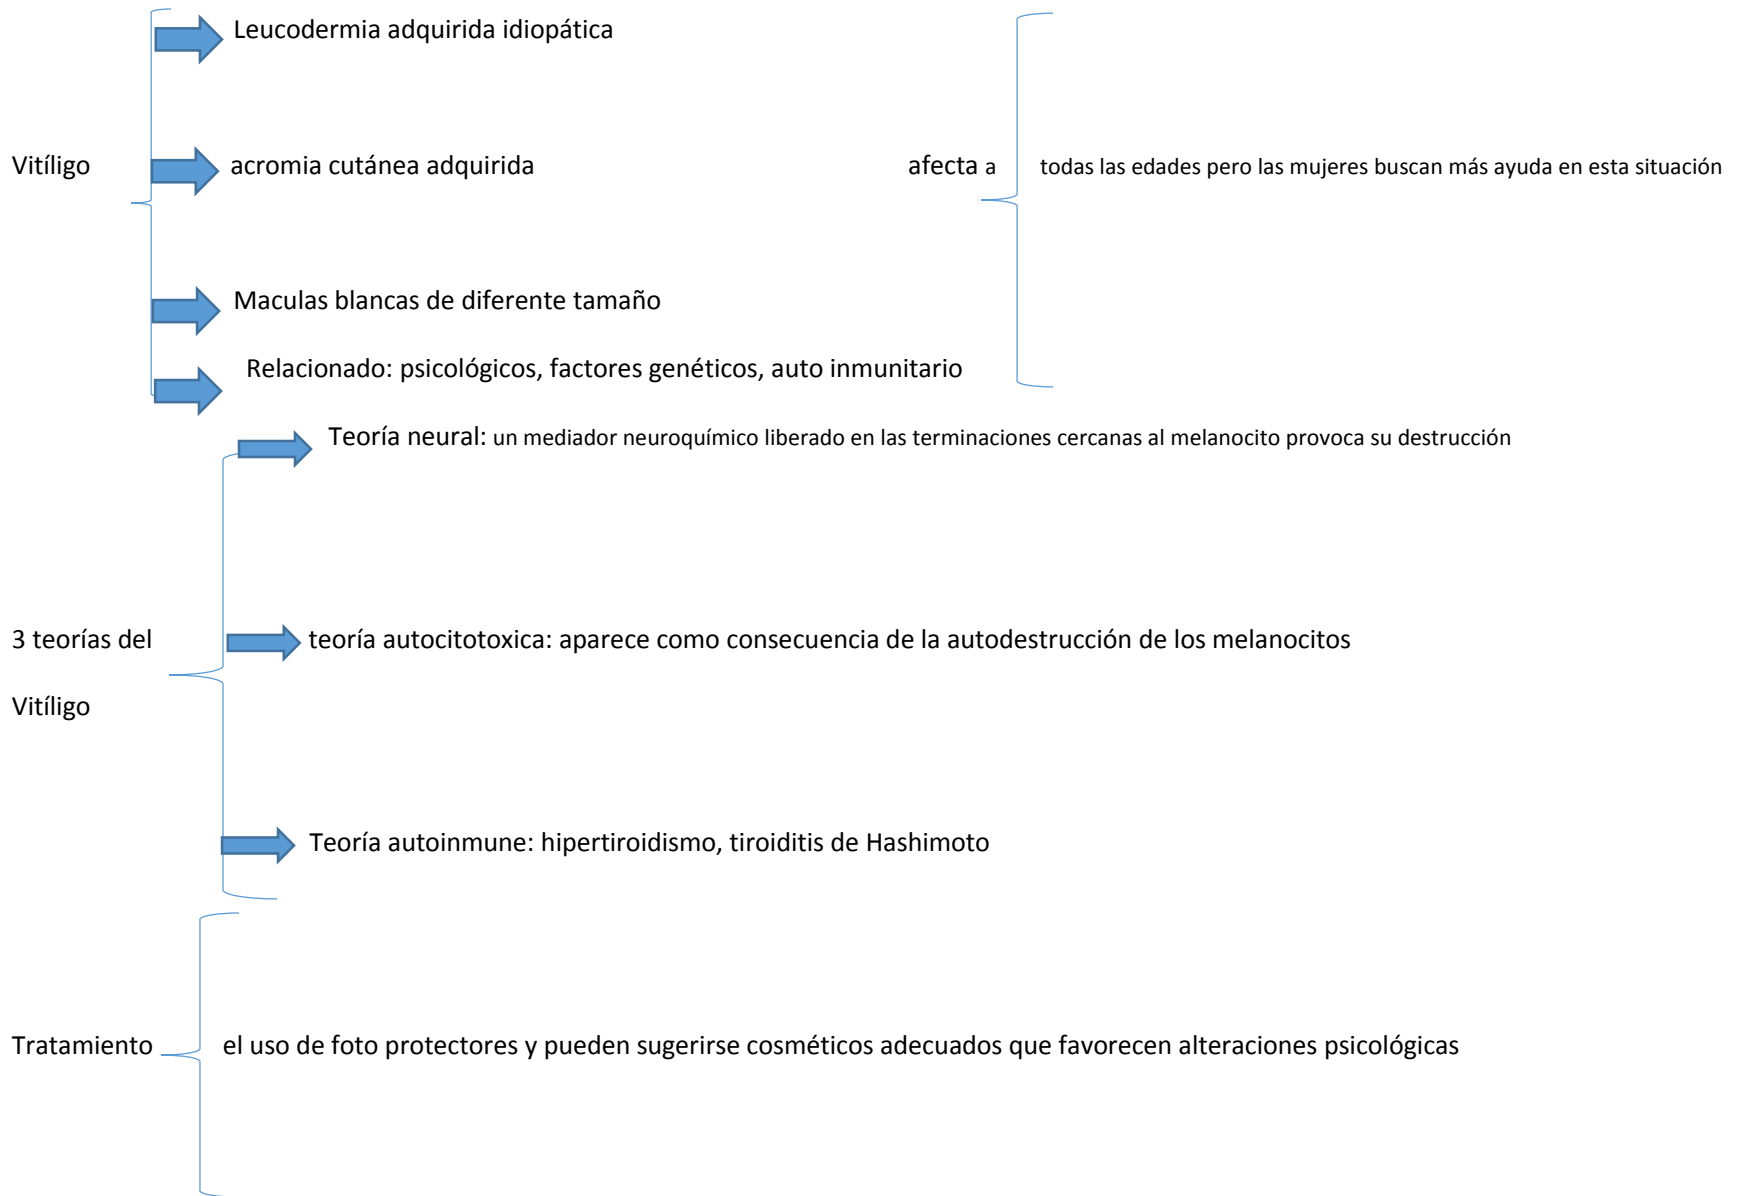 Leucodermia adquirida idiopática
Vitíligo
acromia cutánea adquirida
afecta a
todas las edades pero las mujeres buscan más ayuda en esta situación
Maculas blancas de diferente tamaño
Relacionado: psicológicos, factores genéticos, auto inmunitario
Teoría neural: un mediador neuroquímico liberado en las terminaciones cercanas al melanocito provoca su destrucción
3 teorías del
teoría autocitotoxica: aparece como consecuencia de la autodestrucción de los melanocitos
Vitíligo
Teoría autoinmune: hipertiroidismo, tiroiditis de Hashimoto
Tratamiento
el uso de foto protectores y pueden sugerirse cosméticos adecuados que favorecen alteraciones psicológicas